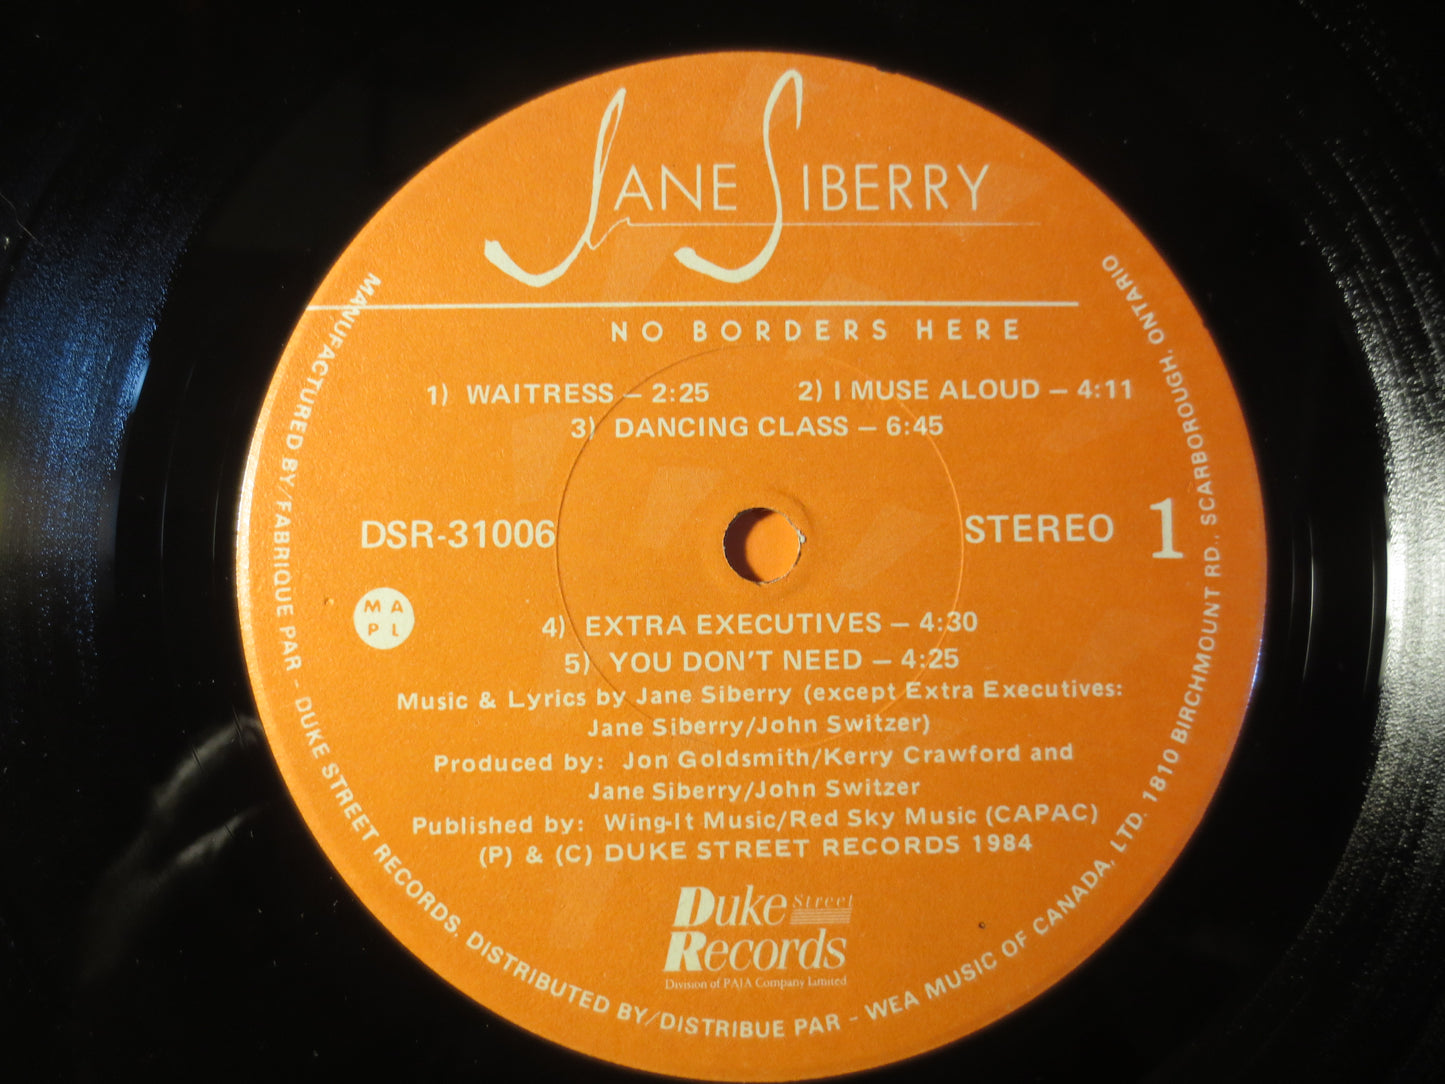 JANE SIBERRY
NO BORDERS HERE
1) WAITRESS – 2:25 2) I MUSE ALOUD – 4:11
3) DANCING CLASS – 6:45
DSR-31006 STEREO 1
MA
PL
4) EXTRA EXECUTIVES – 4:30
5) YOU DON'T NEED – 4:25
Music & Lyrics by Jane Siberry (except Extra Executives:
Jane Siberry/John Switzer)
Produced by: Jon Goldsmith/Kerry Crawford and
Jane Siberry/John Switzer
Published by: Wing-It Music/Red Sky Music (CAPAC)
(P) & (C) DUKE STREET RECORDS 1984
Duke Street
Records
Division of PAJA Company Limited
MANUFACTURED BY/FABRIQUE PAR – DUKE STREET RECORDS, DISTRIBUTED BY/DISTRIBUE PAR – WEA MUSIC OF CANADA, LTD. 1810 BIRCHMOUNT RD., SCARBOROUGH, ONTARIO